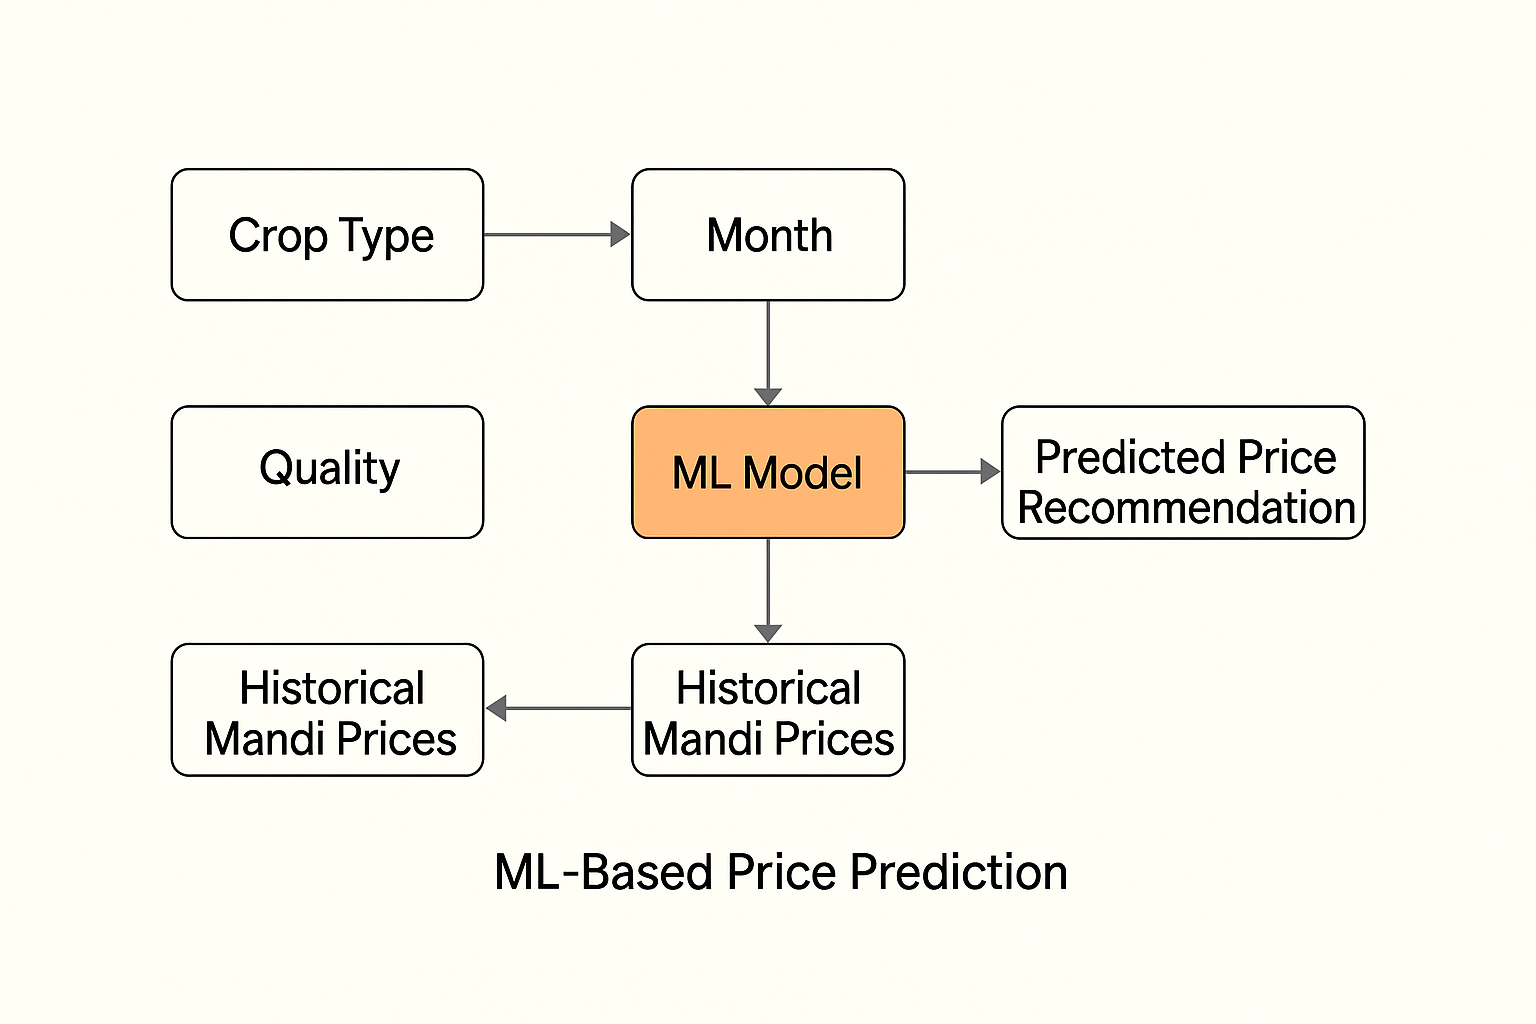 Crop Type
Month
Quality
ML Model
Predicted Price
Recommendation
Historical
Mandi Prices
Historical
Mandi Prices
ML-Based Price Prediction